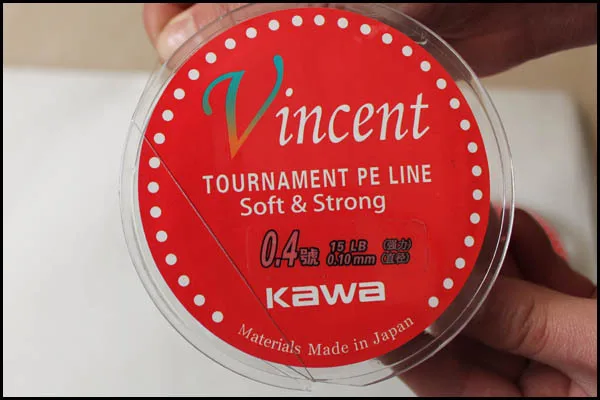 Vincent
TOURNAMENT PE LINE
Soft & Strong
0.4號 15 LB (強力)
0.10mm (直径)
KAWA
Materials Made in Japan